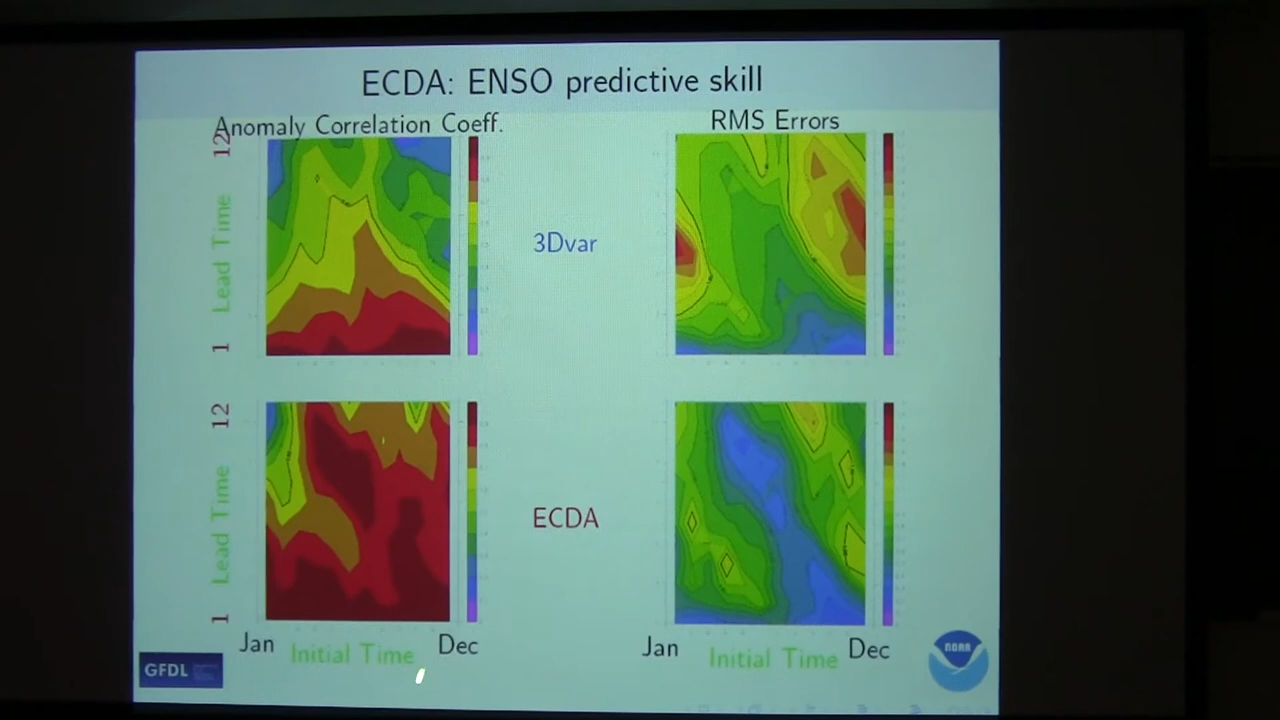 ECDA: ENSO predictive skill
Anomaly Correlation Coeff.
RMS Errors
12
Lead Time
1
3Dvar
12
Lead Time
1
ECDA
Jan
Initial Time
Dec
Jan
Initial Time
Dec
GFDL
NOAA